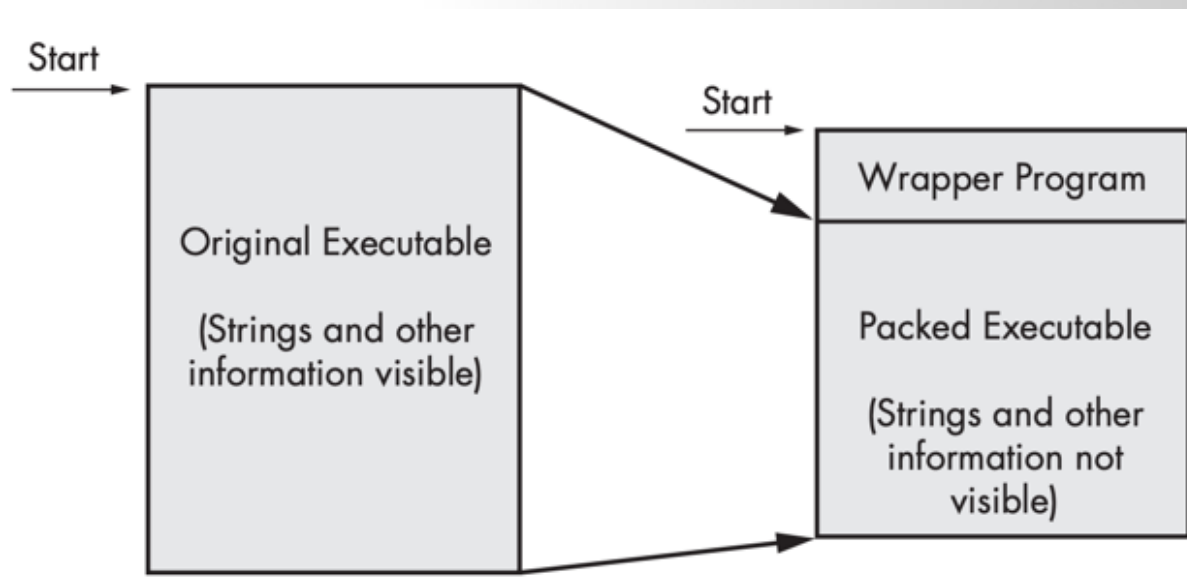 Start
Original Executable
(Strings and other
information visible)
Start
Wrapper Program
Packed Executable
(Strings and other
information not
visible)